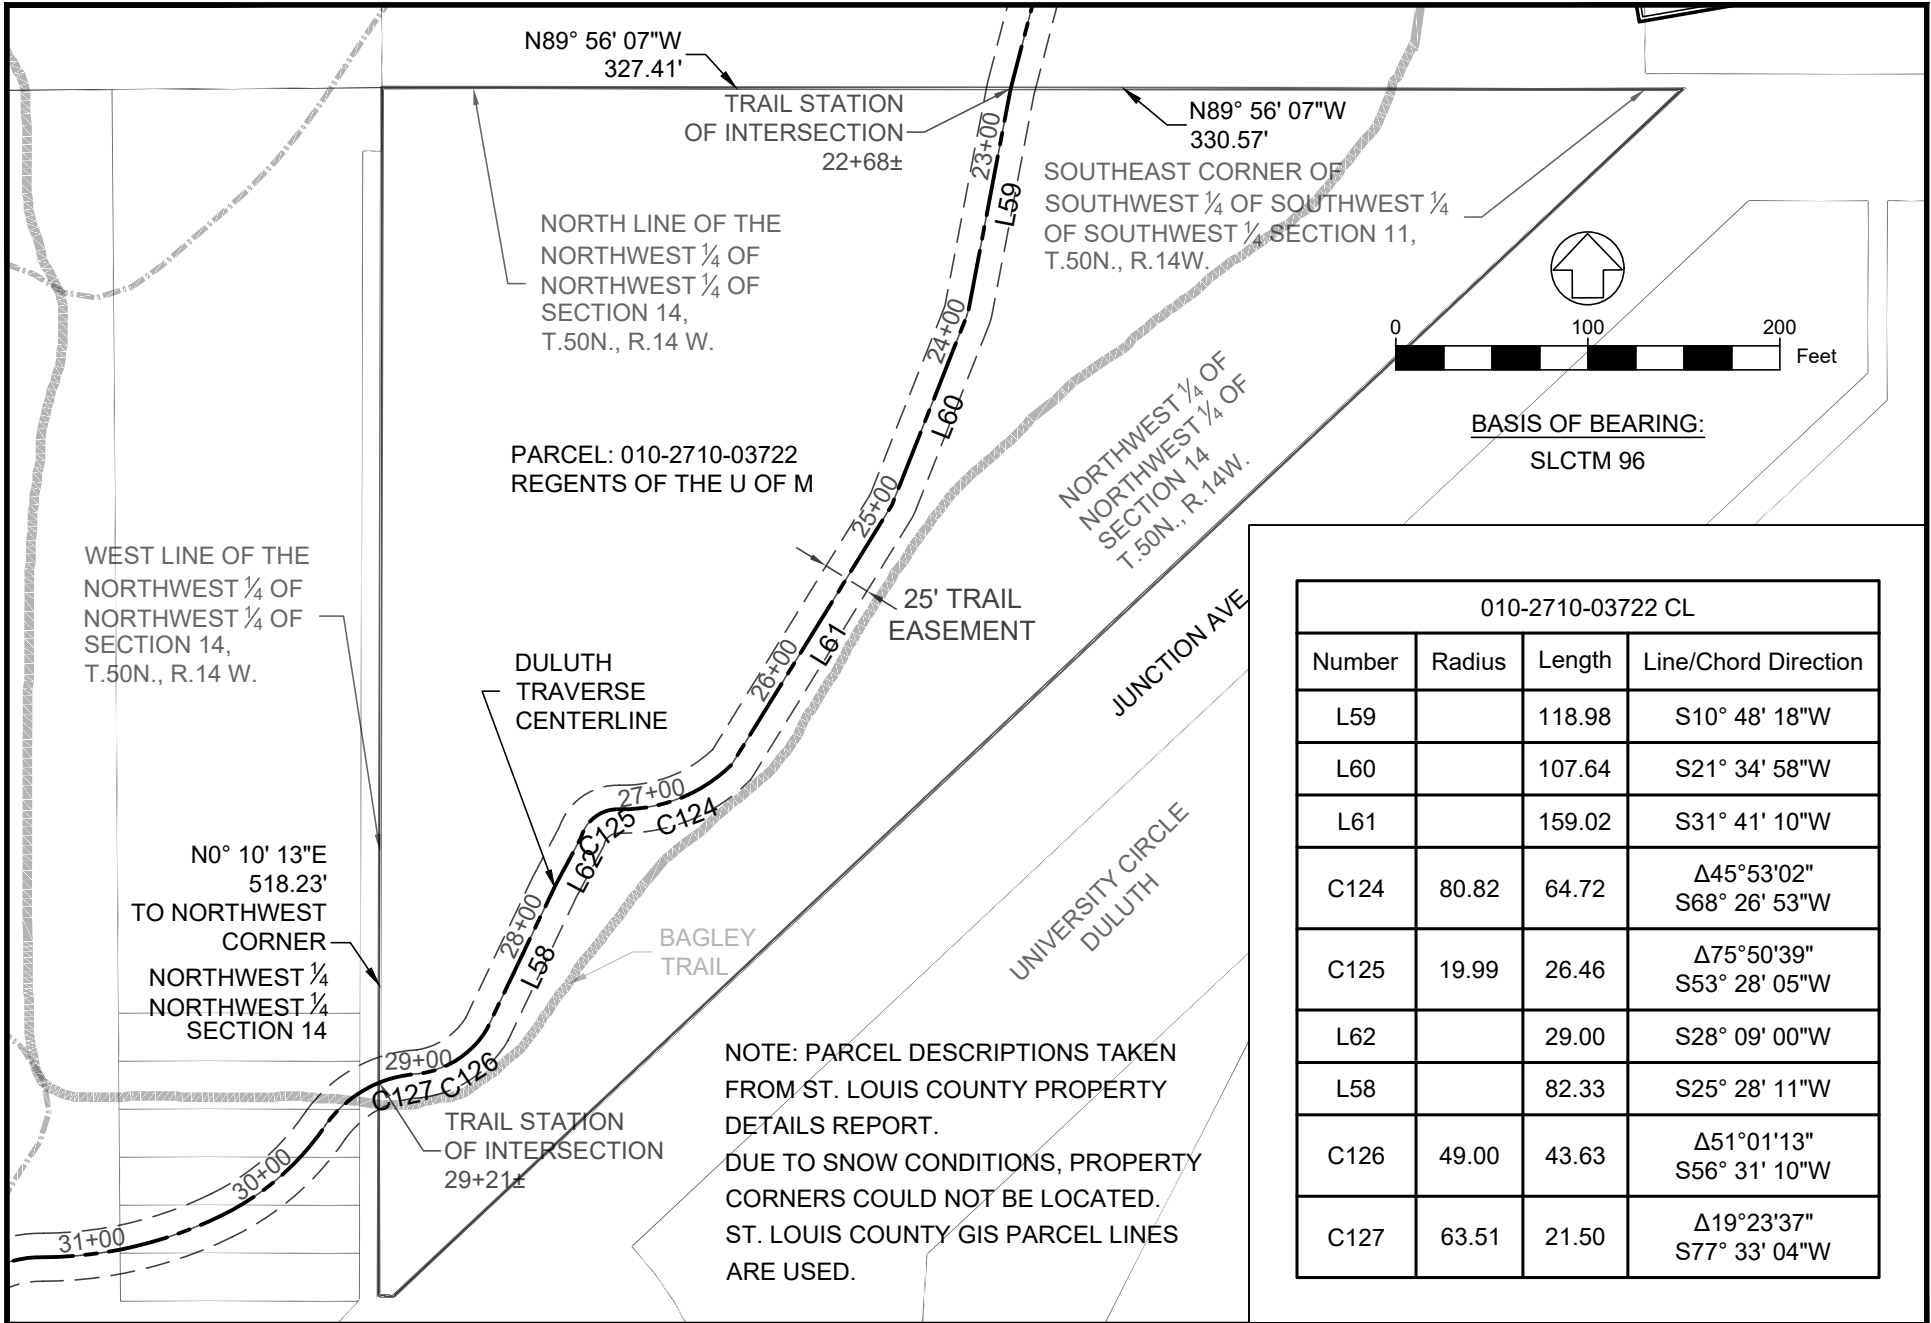 N89° 56' 07"W
327.41'
TRAIL STATION
OF INTERSECTION
22+68±
N89° 56' 07"W
330.57'
SOUTHEAST CORNER OF
SOUTHWEST ¼ OF SOUTHWEST ¼
OF SOUTHWEST ¼ SECTION 11,
T.50N., R.14W.
NORTH LINE OF THE
NORTHWEST ¼ OF
NORTHWEST ¼ OF
SECTION 14,
T.50N., R.14 W.
23+00
L59
24+00
L60
25+00
0 100 200
Feet
BASIS OF BEARING:
SLCTM 96
NORTHWEST ¼ OF
NORTHWEST ¼ OF
SECTION 14
T.50N., R.14W.
PARCEL: 010-2710-03722
REGENTS OF THE U OF M
WEST LINE OF THE
NORTHWEST ¼ OF
NORTHWEST ¼ OF
SECTION 14,
T.50N., R.14 W.
25' TRAIL
EASEMENT
L61
26+00
DULUTH
TRAVERSE
CENTERLINE
JUNCTION AVE
27+00
C124
C125
L62
28+00
L58
N0° 10' 13"E
518.23'
TO NORTHWEST
CORNER
NORTHWEST ¼
NORTHWEST ¼
SECTION 14
BAGLEY
TRAIL
UNIVERSITY CIRCLE
DULUTH
29+00
C127
C126
TRAIL STATION
OF INTERSECTION
29+21±
30+00
31+00
NOTE: PARCEL DESCRIPTIONS TAKEN
FROM ST. LOUIS COUNTY PROPERTY
DETAILS REPORT.
DUE TO SNOW CONDITIONS, PROPERTY
CORNERS COULD NOT BE LOCATED.
ST. LOUIS COUNTY GIS PARCEL LINES
ARE USED.
010-2710-03722 CL
Number Radius Length Line/Chord Direction
L59 118.98 S10° 48' 18"W
L60 107.64 S21° 34' 58"W
L61 159.02 S31° 41' 10"W
C124 80.82 64.72 Δ45°53'02"
S68° 26' 53"W
C125 19.99 26.46 Δ75°50'39"
S53° 28' 05"W
L62 29.00 S28° 09' 00"W
L58 82.33 S25° 28' 11"W
C126 49.00 43.63 Δ51°01'13"
S56° 31' 10"W
C127 63.51 21.50 Δ19°23'37"
S77° 33' 04"W